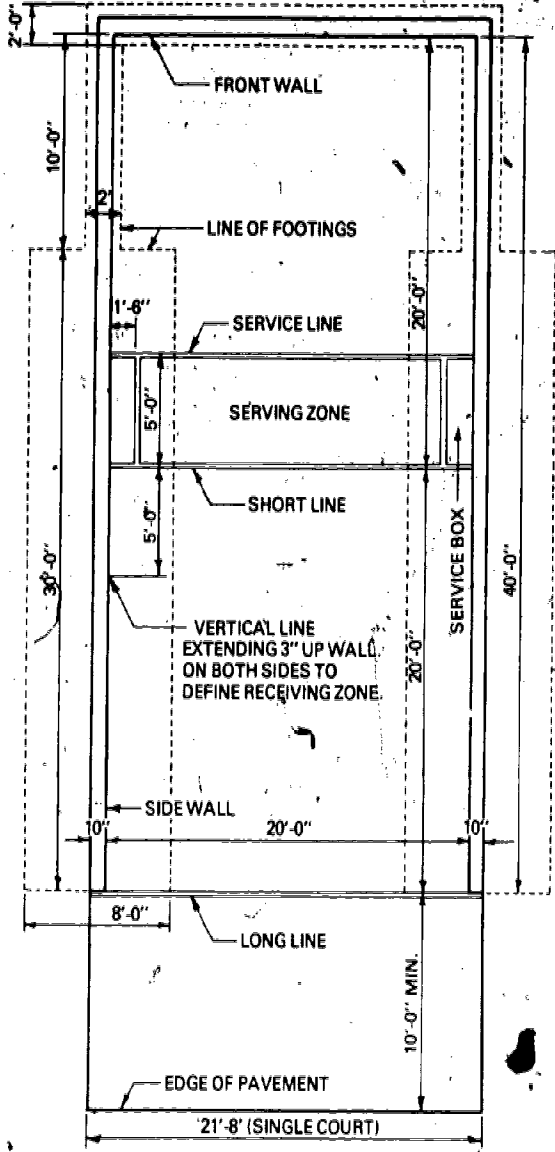 2'-0"
FRONT WALL
10'-0"
2'
LINE OF FOOTINGS
1'-6"
20'-0"
SERVICE LINE
5'-0"
SERVING ZONE
SHORT LINE
5'-0"
SERVICE BOX
30'-0"
40'-0"
VERTICAL LINE
EXTENDING 3" UP WALL
ON BOTH SIDES TO
DEFINE RECEIVING ZONE.
20'-0"
SIDE WALL
10"
20'-0"
10"
8'-0"
LONG LINE
10'-0" MIN.
EDGE OF PAVEMENT
21'-8' (SINGLE COURT)